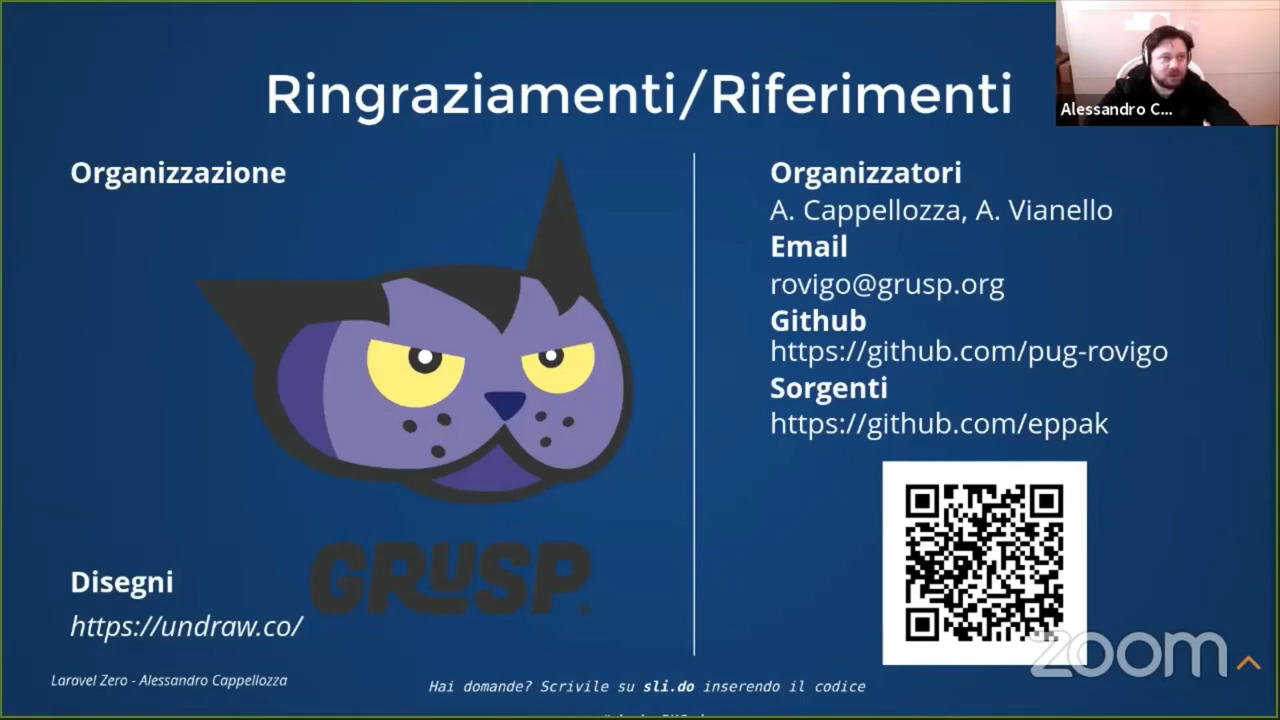 Ringraziamenti/Riferimenti
Alessandro C...
Organizzazione
GRUSP.
Disegni
https://undraw.co/
Organizzatori
A. Cappellozza, A. Vianello
Email
rovigo@grusp.org
Github
https://github.com/pug-rovigo
Sorgenti
https://github.com/eppak
zoom
Laravel Zero - Alessandro Cappellozza
Hai domande? Scrivile su sli.do inserendo il codice